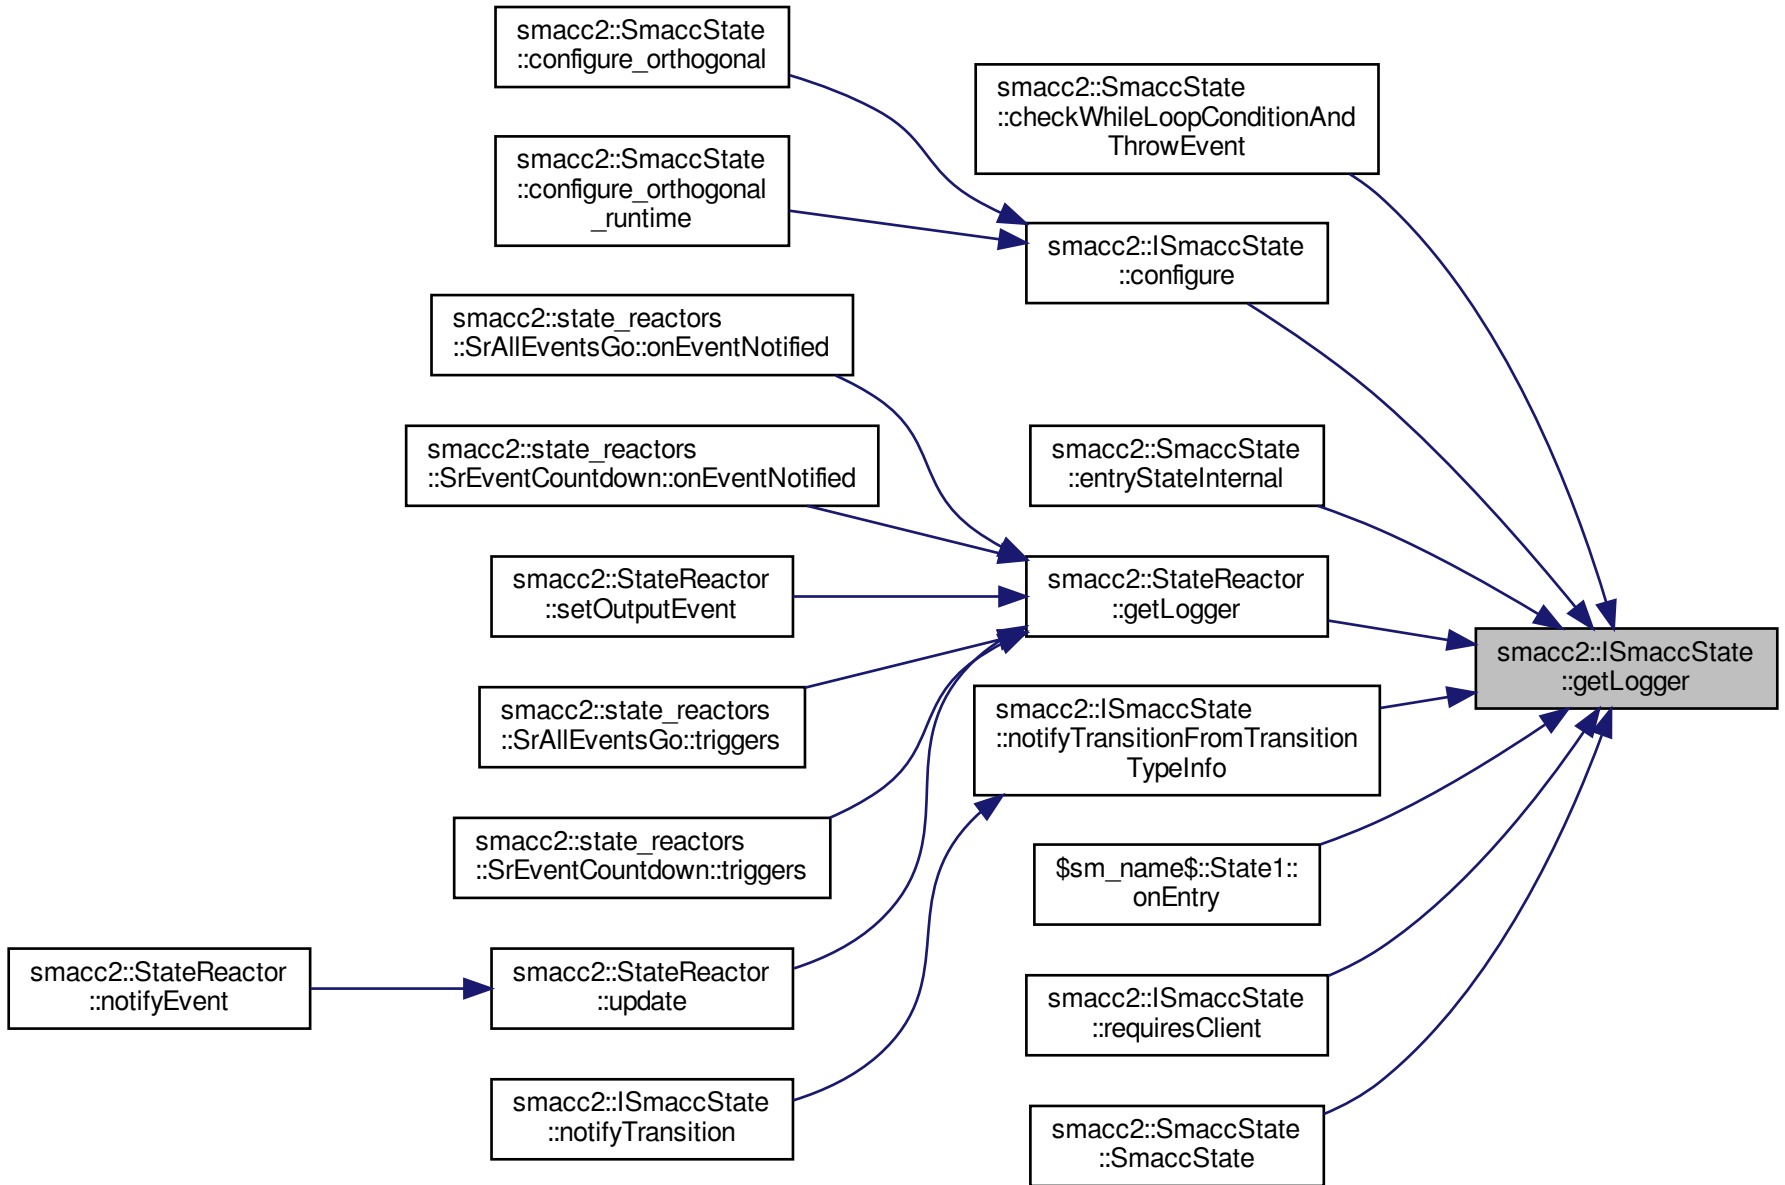 smacc2::SmaccState
::configure_orthogonal
smacc2::SmaccState
::checkWhileLoopConditionAnd
ThrowEvent
smacc2::SmaccState
::configure_orthogonal
_runtime
smacc2::ISmaccState
::configure
smacc2::state_reactors
::SrAllEventsGo::onEventNotified
smacc2::state_reactors
::SrEventCountdown::onEventNotified
smacc2::SmaccState
::entryStateInternal
smacc2::StateReactor
::setOutputEvent
smacc2::StateReactor
::getLogger
smacc2::ISmaccState
::getLogger
smacc2::state_reactors
::SrAllEventsGo::triggers
smacc2::ISmaccState
::notifyTransitionFromTransition
TypeInfo
smacc2::state_reactors
::SrEventCountdown::triggers
$sm_name$::State1::
onEntry
smacc2::StateReactor
::notifyEvent
smacc2::StateReactor
::update
smacc2::ISmaccState
::requiresClient
smacc2::ISmaccState
::notifyTransition
smacc2::SmaccState
::SmaccState